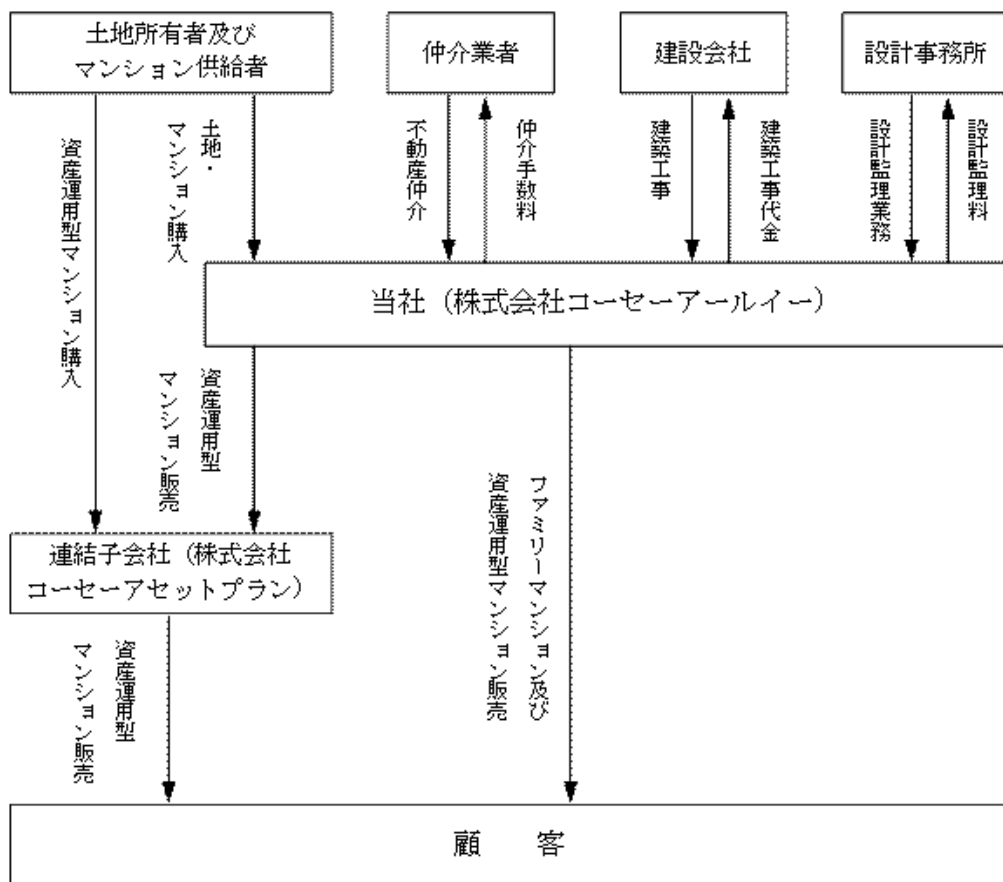 土地所有者及び
マンション供給者
仲介業者
建設会社
設計事務所
資産運用型マンション購入
土地・
マンション購入
不動産仲介
仲介手数料
建築工事
建築工事代金
設計監理業務
設計監理料
当社（株式会社コーセーアールイー）
資産運用型
マンション販売
ファミリーマンション及び
資産運用型マンション販売
連結子会社（株式会社
コーセーアセットプラン）
資産運用型
マンション販売
顧　客